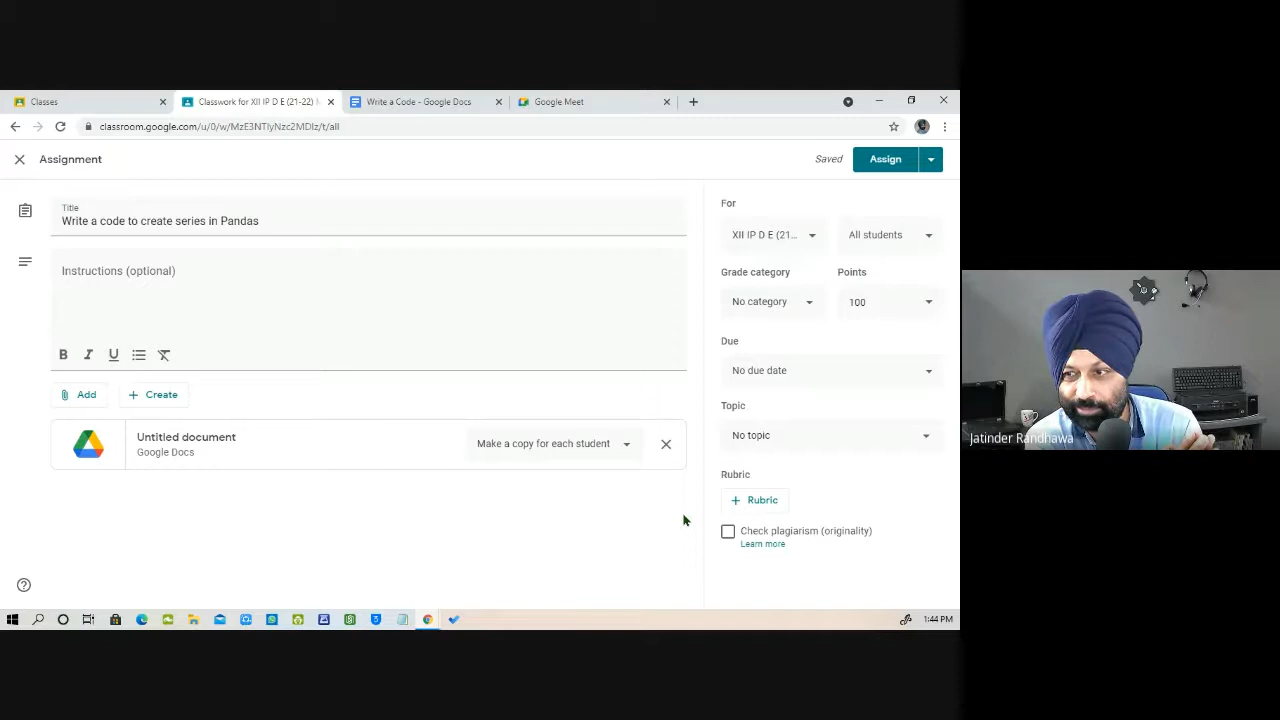 Classes
Classwork for XII IP D E (21-22)
Write a Code - Google Docs
Google Meet
classroom.google.com/u/0/w/MzE3NTIyNzc2MDIz/t/all
Assignment
Saved
Assign
Title
Write a code to create series in Pandas
Instructions (optional)
B I U
Add
Create
Untitled document
Google Docs
Make a copy for each student
For
XII IP D E (21...
All students
Grade category
Points
No category
100
Due
No due date
Topic
No topic
Rubric
+ Rubric
Check plagiarism (originality)
Learn more
1:44 PM
Jatinder Randhawa